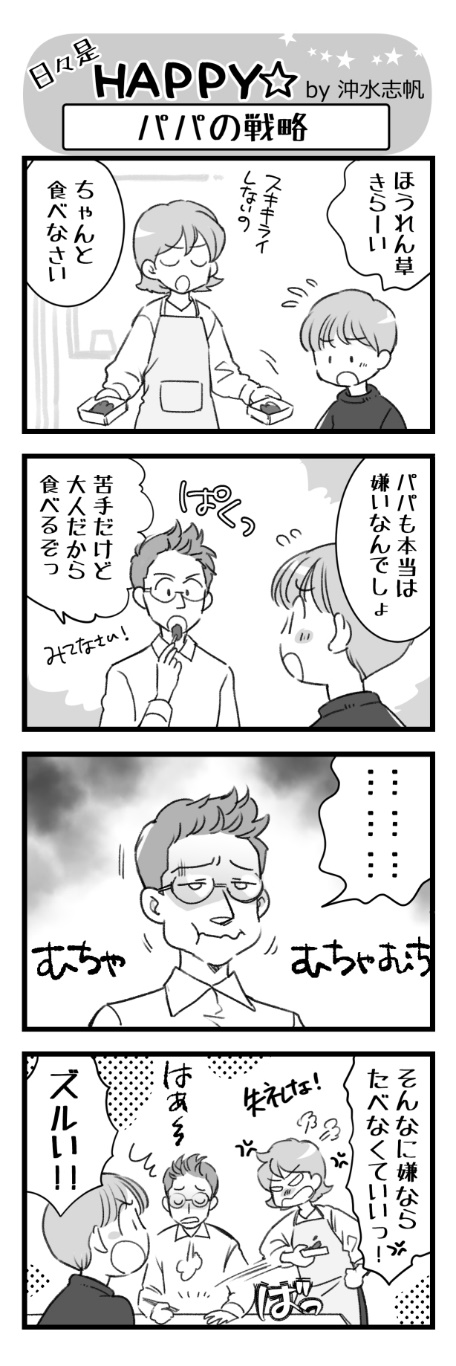 日々是
HAPPY☆ by 沖水志帆
パパの戦略
ほうれん草
きらーい
スキキライ
しないの
ちゃんと
食べなさい
パパも本当は
嫌いなんでしょ
ぱくっ
苦手だけど
大人だから
食べるぞっ
みてなさい!
………
………
むちゃむち
むちゃ
そんなに嫌なら
たべなくていいっ!
失礼な!
ばっ
はぁ〜
ズルい!!